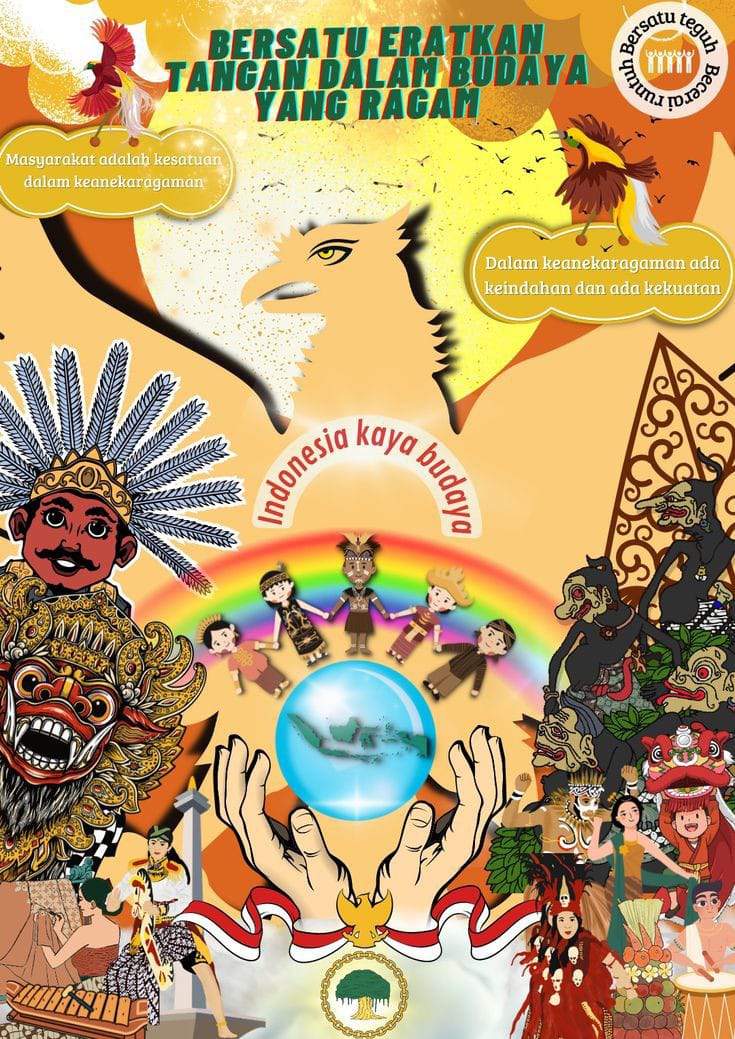 BERSATU ERATKAN
TANGAN DALAM BUDAYA
YANG RAGAM
Bersatu teguh
Becerai runtuh
Masyarakat adalah kesatuan
dalam keanekaragaman
Dalam keanekaragaman ada
keindahan dan ada kekuatan
Indonesia kaya budaya